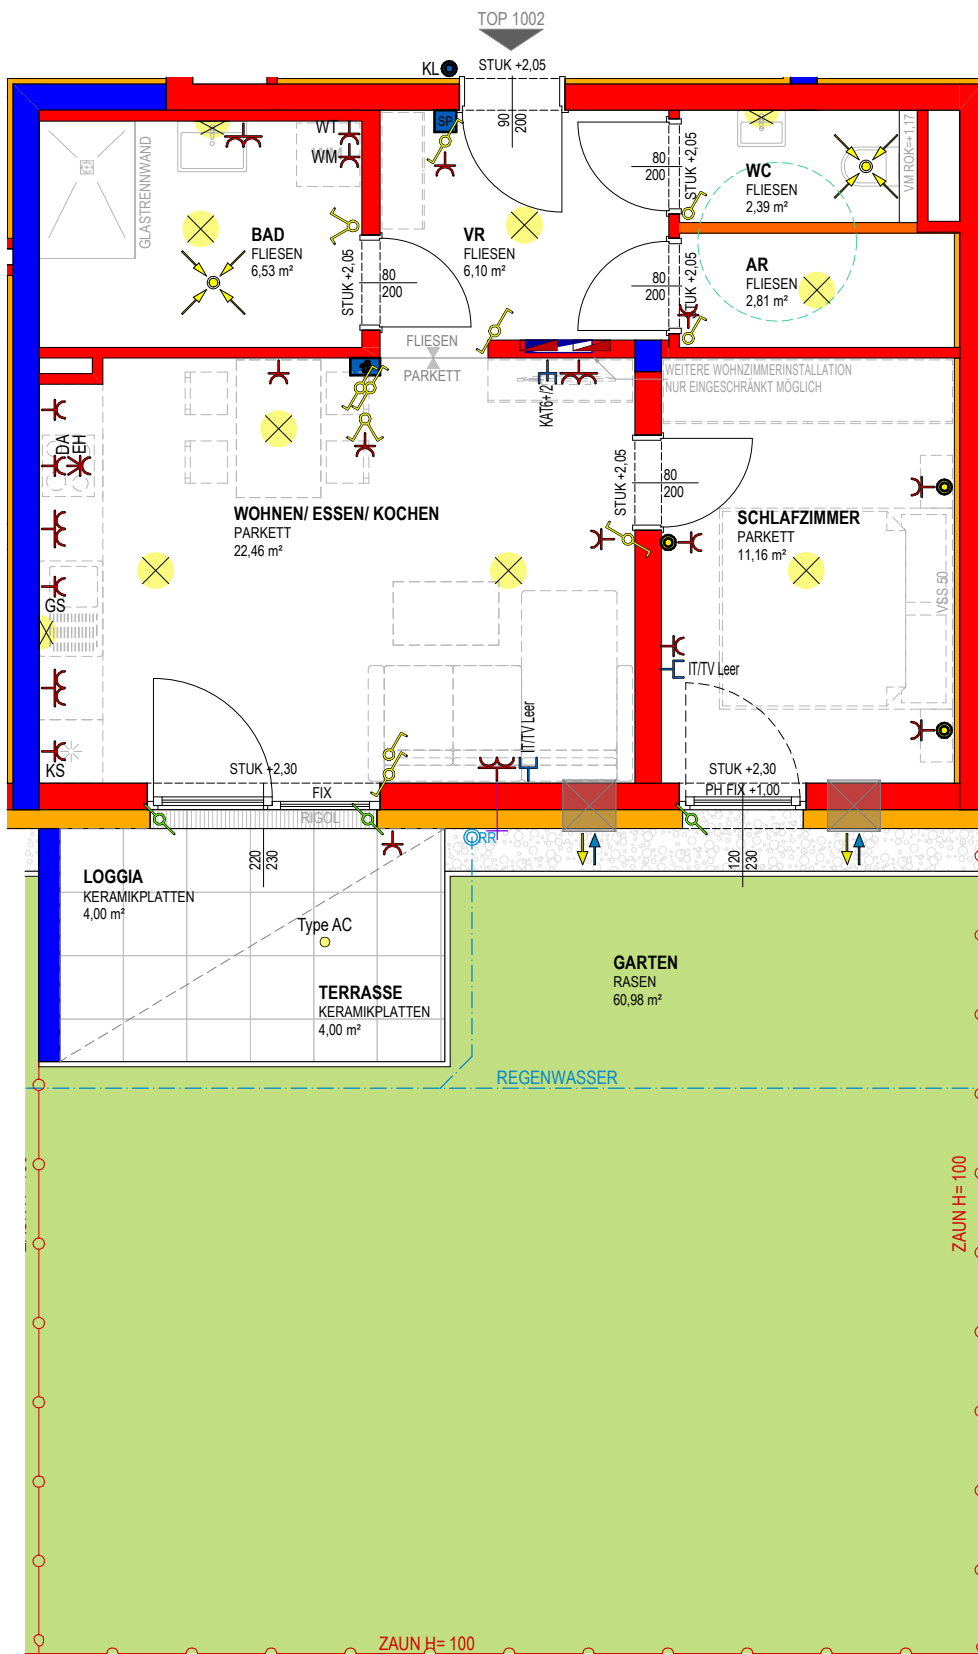 TOP 1002
KL
STUK +2,05
90
200
SP
WT
WM
GLASTRENNWAND
BAD
FLIESEN
6,53 m²
STUK +2,05
80
200
VR
FLIESEN
6,10 m²
80
200
STUK +2,05
WC
FLIESEN
2,39 m²
VM ROK=+1,17
80
200
STUK +2,05
AR
FLIESEN
2,81 m²
FLIESEN
PARKETT
WEITERE WOHNZIMMERINSTALLATION
NUR EINGESCHRÄNKT MÖGLICH
KAT6+/2
DA
EH
STUK +2,05
80
200
WOHNEN/ ESSEN/ KOCHEN
PARKETT
22,46 m²
SCHLAFZIMMER
PARKETT
11,16 m²
VSS 50
GS
IT/TV Leer
IT/TV Leer
KS
STUK +2,30
FIX
STUK +2,30
PH FIX +1,00
RIGOL
RR
220
230
120
230
LOGGIA
KERAMIKPLATTEN
4,00 m²
Type AC
TERRASSE
KERAMIKPLATTEN
4,00 m²
GARTEN
RASEN
60,98 m²
REGENWASSER
ZAUN H= 100
ZAUN H= 100